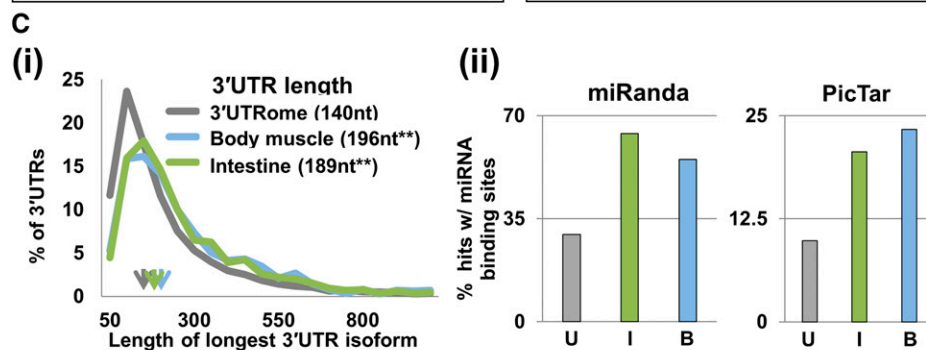 C
(i)
3′UTR length
3′UTRome (140nt)
Body muscle (196nt**)
Intestine (189nt**)
% of 3′UTRs
25
20
15
10
5
0
50
300
550
800
Length of longest 3′UTR isoform
(ii)
miRanda
% hits w/ miRNA
binding sites
70
35
0
U
I
B
PicTar
25
12.5
0
U
I
B